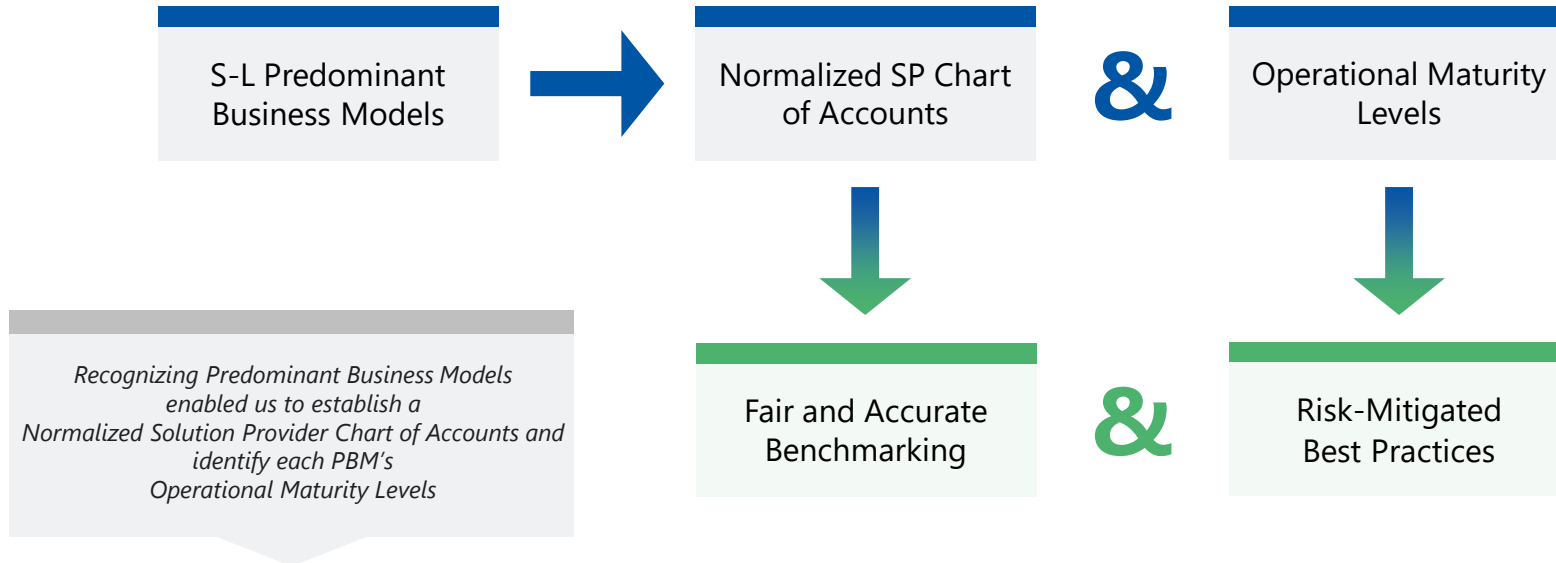 S-L Predominant
Business Models
Normalized SP Chart
of Accounts
&
Operational Maturity
Levels
Recognizing Predominant Business Models
enabled us to establish a
Normalized Solution Provider Chart of Accounts and
identify each PBM’s
Operational Maturity Levels
Fair and Accurate
Benchmarking
&
Risk-Mitigated
Best Practices